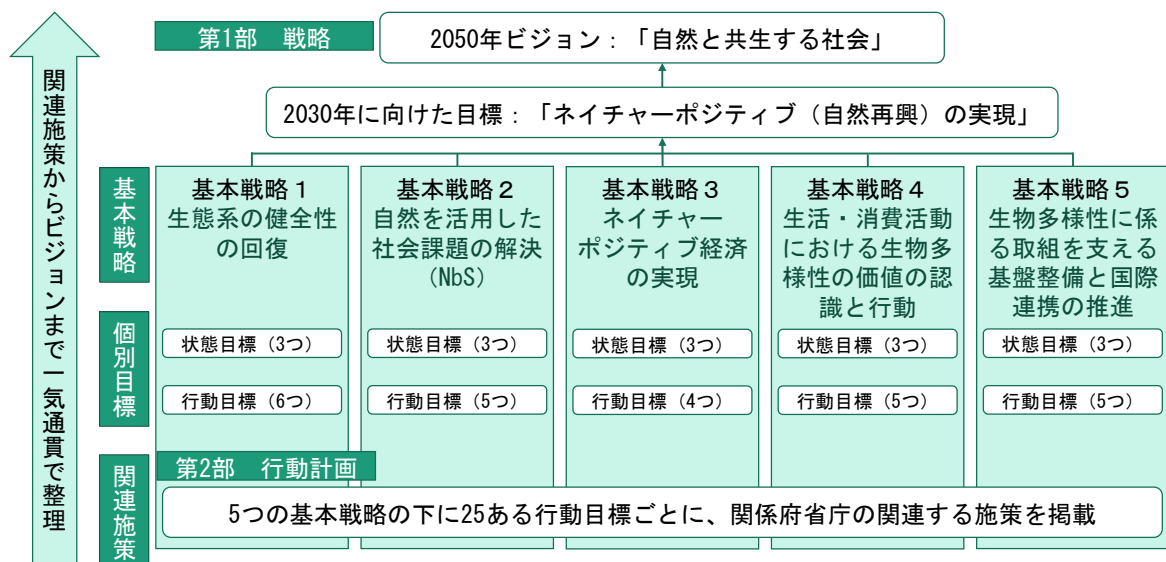 関連施策からビジョンまで一気通貫で整理
第1部　戦略
2050年ビジョン：「自然と共生する社会」
2030年に向けた目標：「ネイチャーポジティブ（自然再興）の実現」
基本戦略
基本戦略１
生態系の健全性
の回復
基本戦略２
自然を活用した
社会課題の解決
（NbS）
基本戦略３
ネイチャー
ポジティブ経済
の実現
基本戦略４
生活・消費活動
における生物多
様性の価値の認
識と行動
基本戦略５
生物多様性に係
る取組を支える
基盤整備と国際
連携の推進
個別目標
状態目標（3つ）
状態目標（3つ）
状態目標（3つ）
状態目標（3つ）
状態目標（3つ）
行動目標（6つ）
行動目標（5つ）
行動目標（4つ）
行動目標（5つ）
行動目標（5つ）
関連施策
第2部　行動計画
5つの基本戦略の下に25ある行動目標ごとに、関係府省庁の関連する施策を掲載